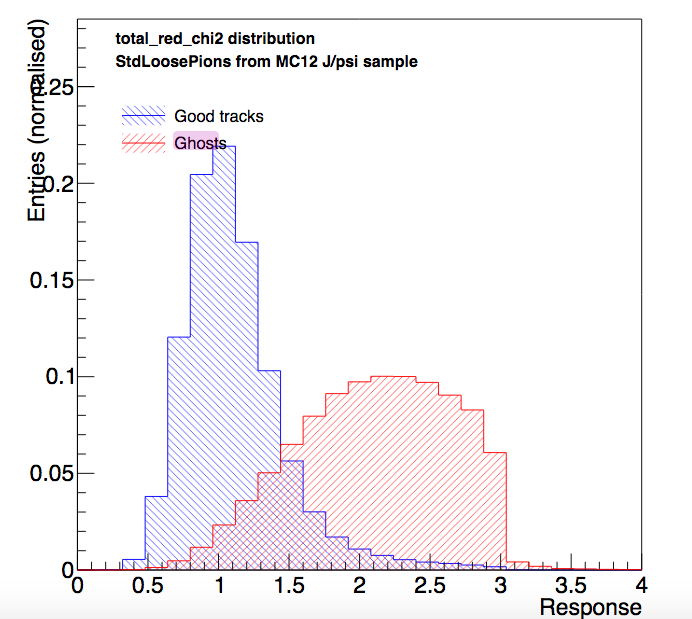 total_red_chi2 distribution
StdLoosePions from MC12 J/psi sample
Good tracks
Ghosts
Entries (normalised)
0.25
0.2
0.15
0.1
0.05
0
0 0.5 1 1.5 2 2.5 3 3.5 4
Response